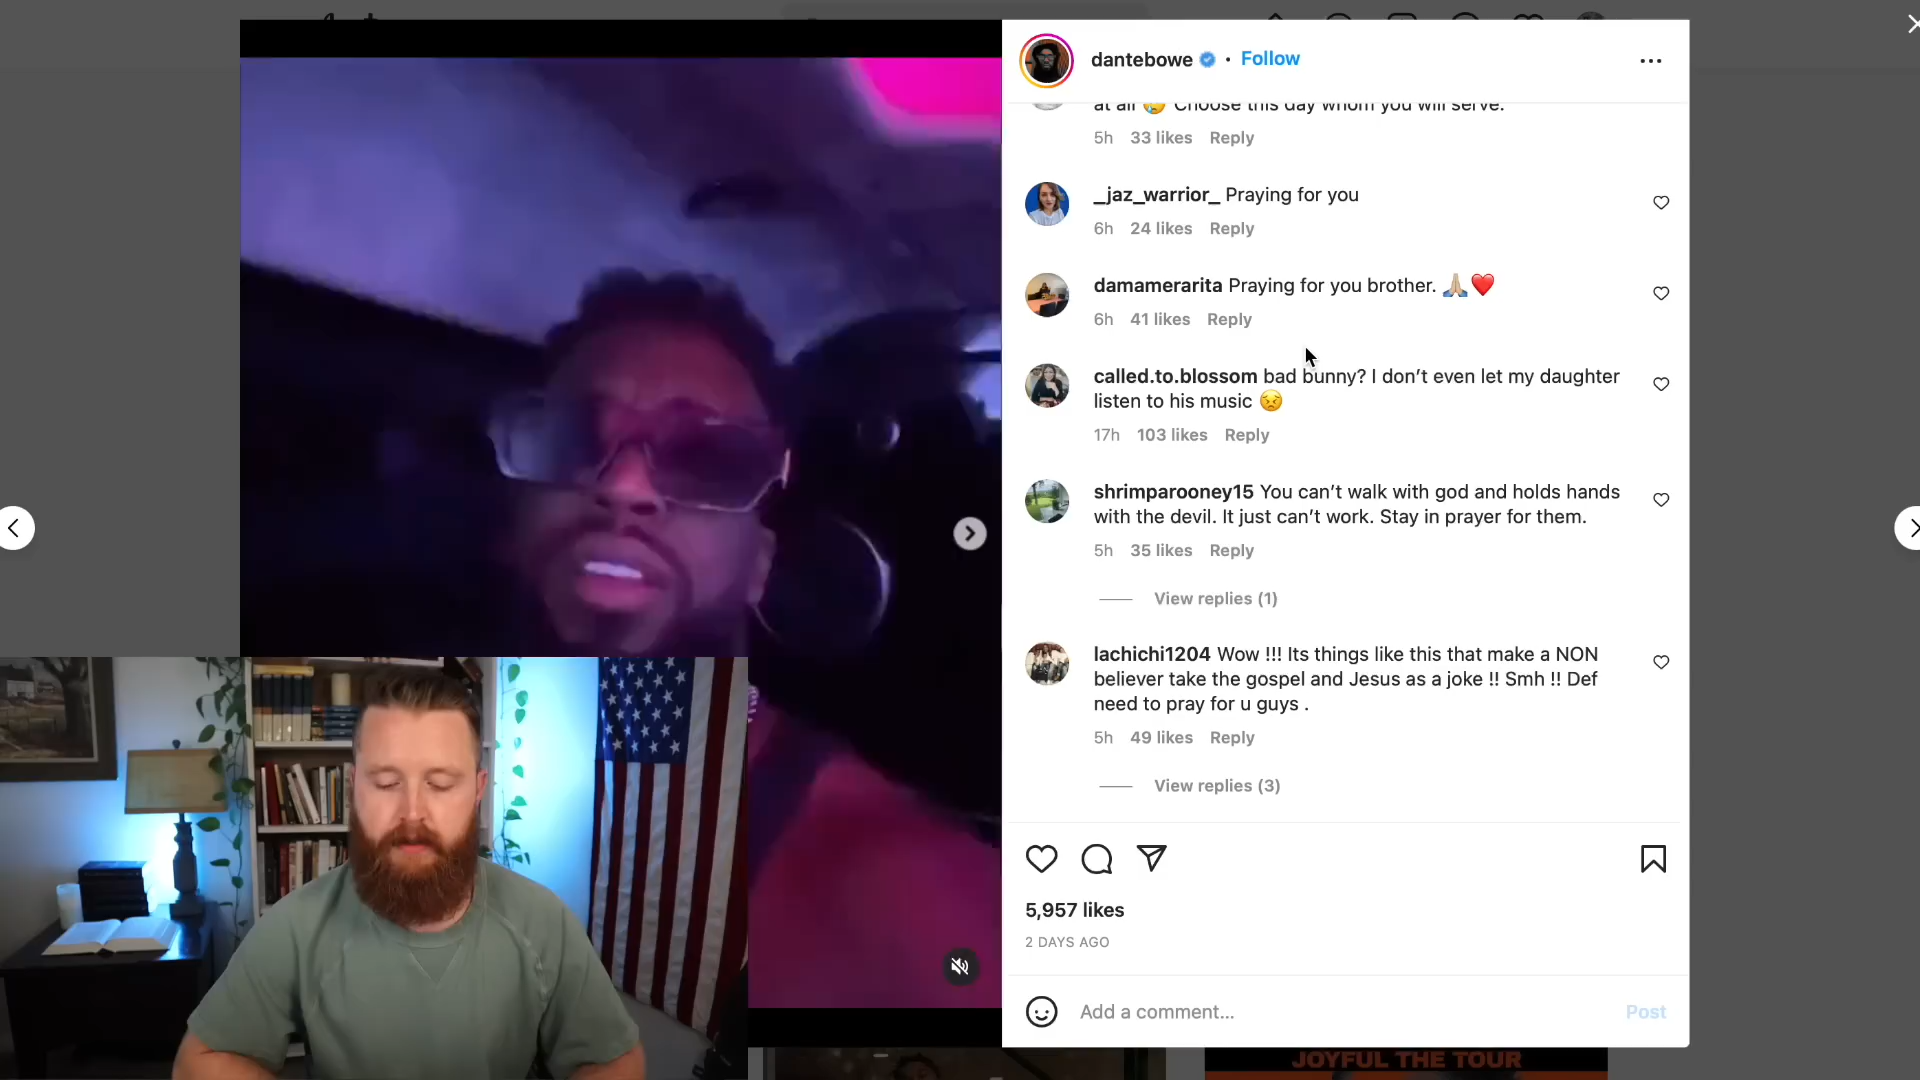 dantebowe • Follow
at all 😢 Choose this day whom you will serve.
5h 33 likes Reply
_jaz_warrior_ Praying for you
6h 24 likes Reply
damamerarita Praying for you brother. 🙏🏼❤️
6h 41 likes Reply
called.to.blossom bad bunny? I don’t even let my daughter
listen to his music 😣
17h 103 likes Reply
shrimparooney15 You can’t walk with god and holds hands
with the devil. It just can’t work. Stay in prayer for them.
5h 35 likes Reply
View replies (1)
lachichi1204 Wow !!! Its things like this that make a NON
believer take the gospel and Jesus as a joke !! Smh !! Def
need to pray for u guys .
5h 49 likes Reply
View replies (3)
5,957 likes
2 DAYS AGO
Add a comment...
Post
JOYFUL THE TOUR